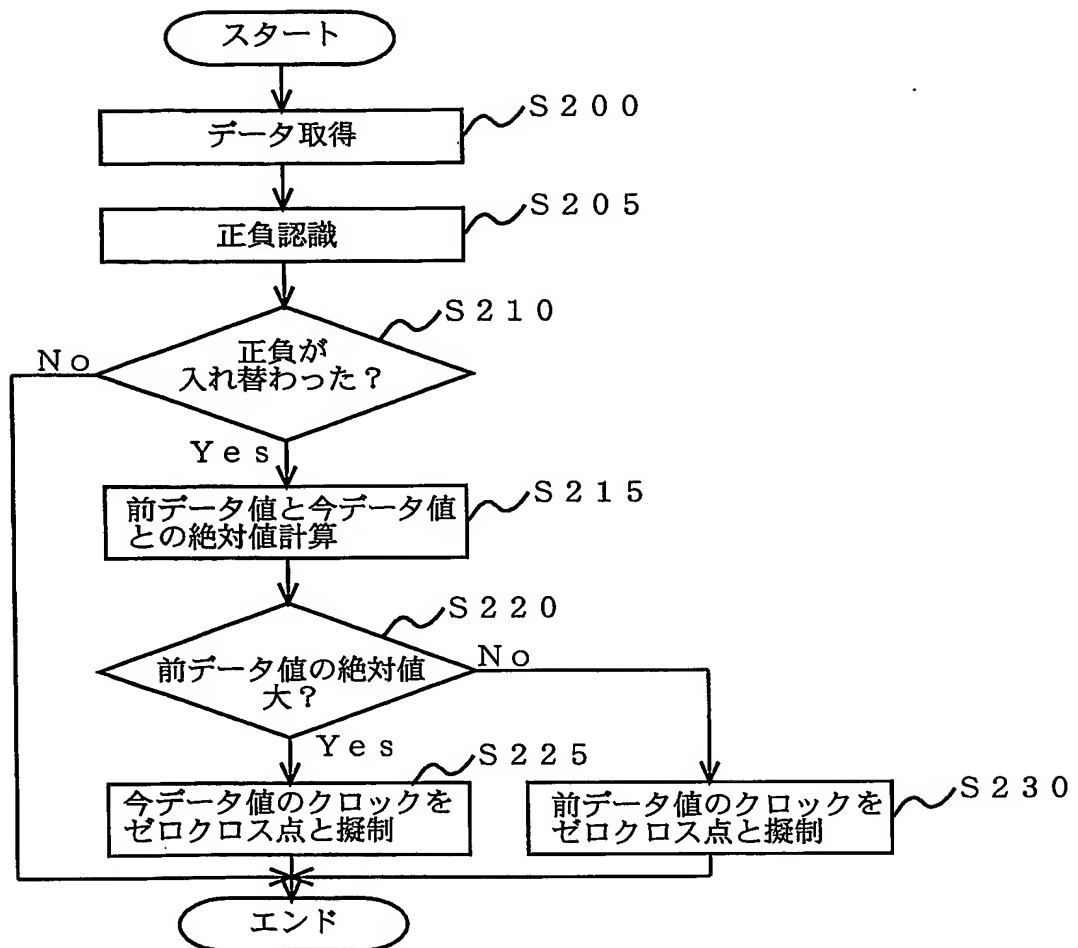 スタート
S200
データ取得
S205
正負認識
S210
正負が
入れ替わった？
No
Yes
S215
前データ値と今データ値
との絶対値計算
S220
前データ値の絶対値
大？
No
Yes
S225
今データ値のクロックを
ゼロクロス点と擬制
S230
前データ値のクロックを
ゼロクロス点と擬制
エンド